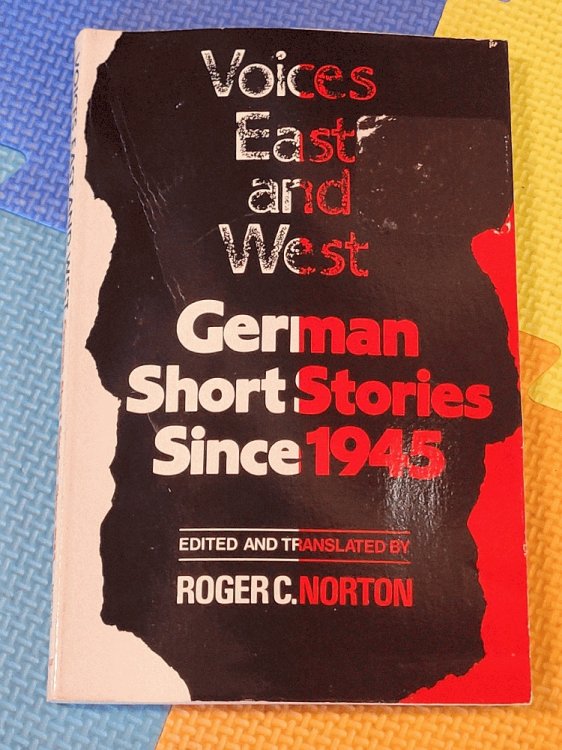 Voices
East
and
West
German
Short Stories
Since 1945
EDITED AND TRANSLATED BY
ROGER C. NORTON